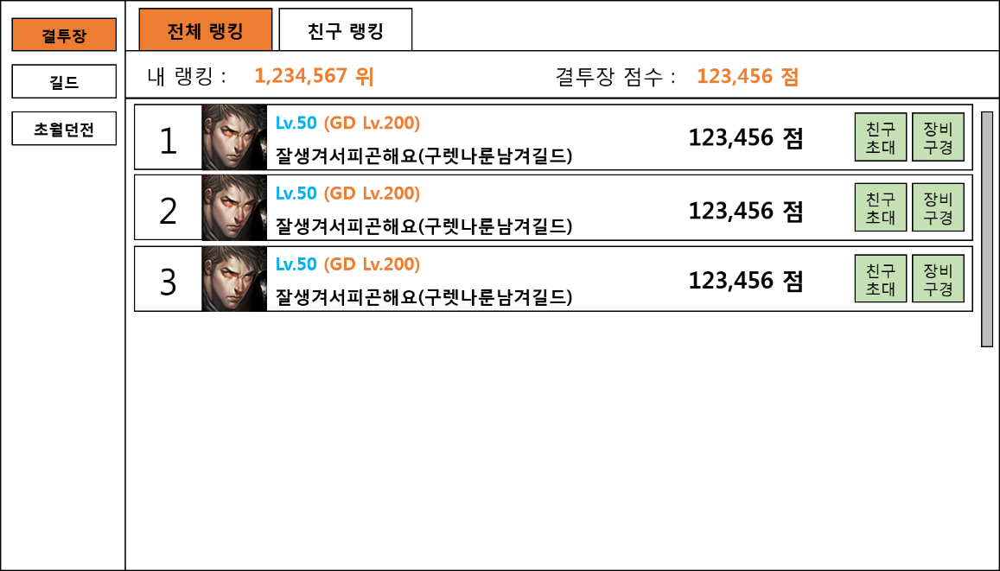 결투장
길드
초월던전
전체 랭킹
친구 랭킹
내 랭킹 : 1,234,567 위 결투장 점수 : 123,456 점
1
Lv.50 (GD Lv.200)
잘생겨서피곤해요(구렛나룬남겨길드)
123,456 점
친구
초대
장비
구경
2
Lv.50 (GD Lv.200)
잘생겨서피곤해요(구렛나룬남겨길드)
123,456 점
친구
초대
장비
구경
3
Lv.50 (GD Lv.200)
잘생겨서피곤해요(구렛나룬남겨길드)
123,456 점
친구
초대
장비
구경